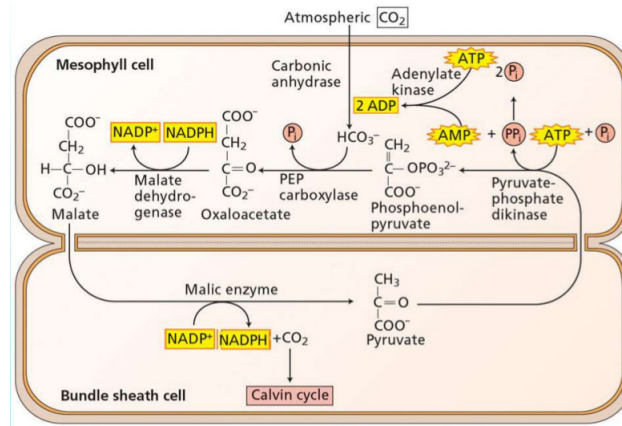 Atmospheric CO₂
Mesophyll cell
Carbonic
anhydrase
Adenylate
kinase
ATP
2 Pᵢ
2 ADP
AMP + PPᵢ ATP + Pᵢ
HCO₃⁻
Pᵢ
NADP⁺ NADPH
COO⁻
CH₂
H–C–OH
CO₂⁻
Malate
Malate
dehydro-
genase
COO⁻
CH₂
C=O
CO₂⁻
Oxaloacetate
PEP
carboxylase
CH₂
C–OPO₃²⁻
COO⁻
Phosphoenol-
pyruvate
Pyruvate-
phosphate
dikinase
Malic enzyme
NADP⁺ NADPH +CO₂
CH₃
C=O
COO⁻
Pyruvate
Bundle sheath cell
Calvin cycle